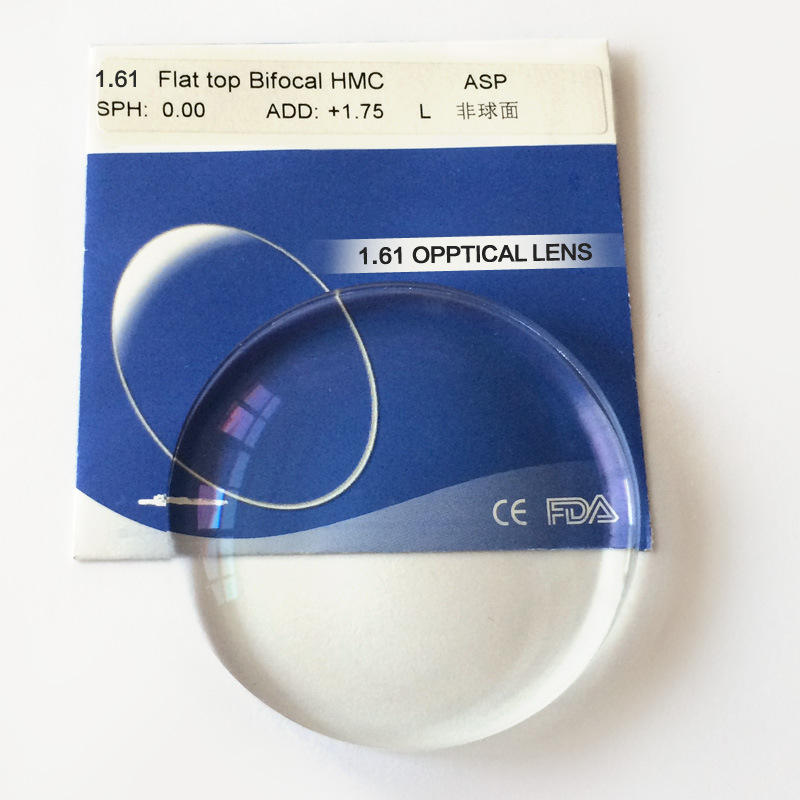 1.61 Flat top Bifocal HMC ASP
SPH: 0.00 ADD: +1.75 L 非球面
1.61 OPPTICAL LENS
CE FDA